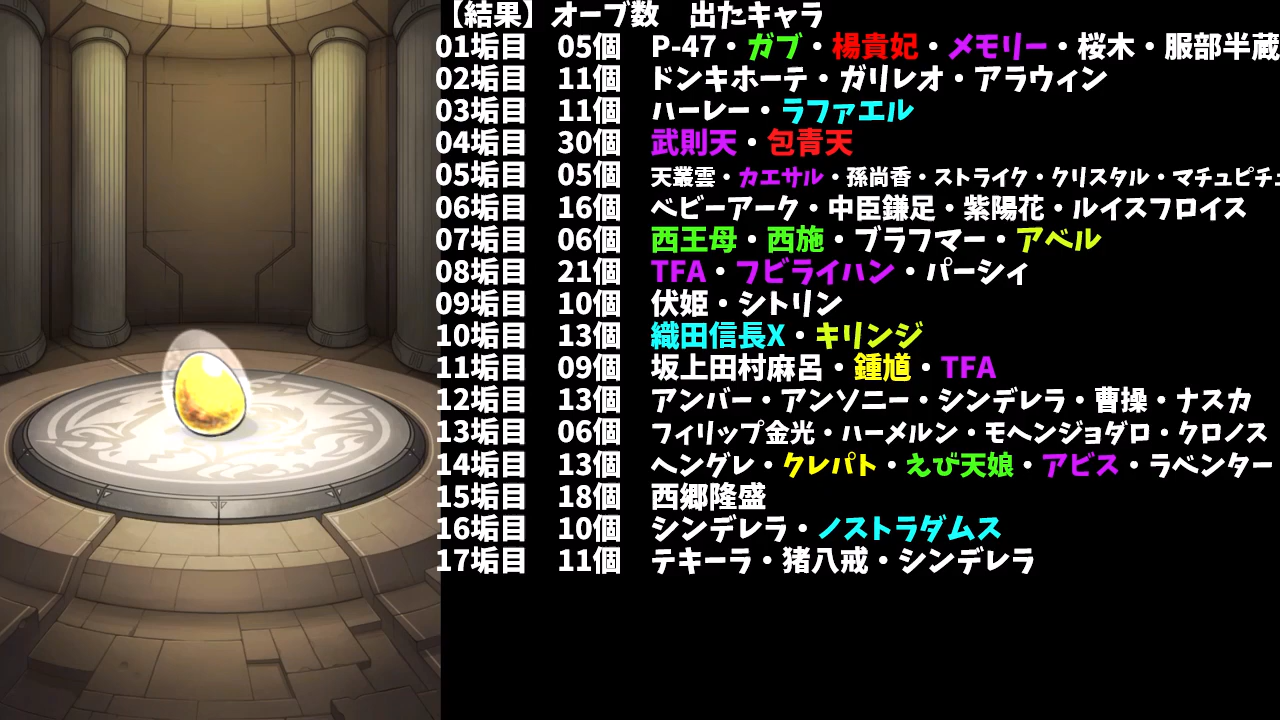 【結果】オーブ数　出たキャラ
01垢目　05個　P-47・ガブ・楊貴妃・メモリー・桜木・服部半蔵
02垢目　11個　ドンキホーテ・ガリレオ・アラウィン
03垢目　11個　ハーレー・ラファエル
04垢目　30個　武則天・包青天
05垢目　05個　天叢雲・カエサル・孫尚香・ストライク・クリスタル・マチュピチュ
06垢目　16個　ベビーアーク・中臣鎌足・紫陽花・ルイスフロイス
07垢目　06個　西王母・西施・ブラフマー・アベル
08垢目　21個　TFA・フビライハン・パーシィ
09垢目　10個　伏姫・シトリン
10垢目　13個　織田信長X・キリンジ
11垢目　09個　坂上田村麻呂・鍾馗・TFA
12垢目　13個　アンバー・アンソニー・シンデレラ・曹操・ナスカ
13垢目　06個　フィリップ金光・ハーメルン・モヘンジョダロ・クロノス
14垢目　13個　ヘングレ・クレパト・えび天娘・アビス・ラベンター
15垢目　18個　西郷隆盛
16垢目　10個　シンデレラ・ノストラダムス
17垢目　11個　テキーラ・猪八戒・シンデレラ